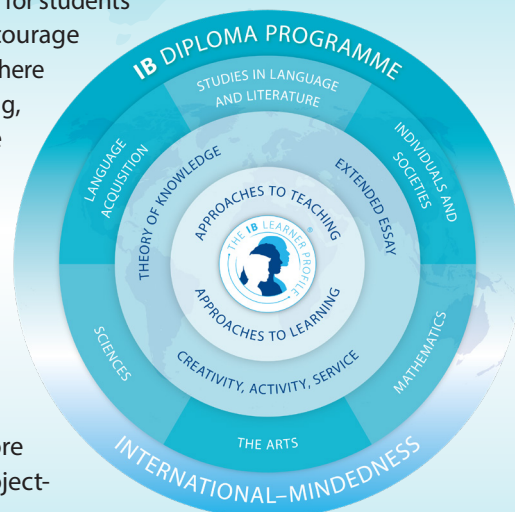 for students
courage
here
g,
IB DIPLOMA PROGRAMME
STUDIES IN LANGUAGE
AND LITERATURE
LANGUAGE
ACQUISITION
INDIVIDUALS AND
SOCIETIES
THEORY OF KNOWLEDGE
EXTENDED ESSAY
APPROACHES TO TEACHING
THE IB LEARNER PROFILE®
APPROACHES TO LEARNING
SCIENCES
MATHEMATICS
CREATIVITY, ACTIVITY, SERVICE
THE ARTS
INTERNATIONAL–MINDEDNESS
ore
ject-